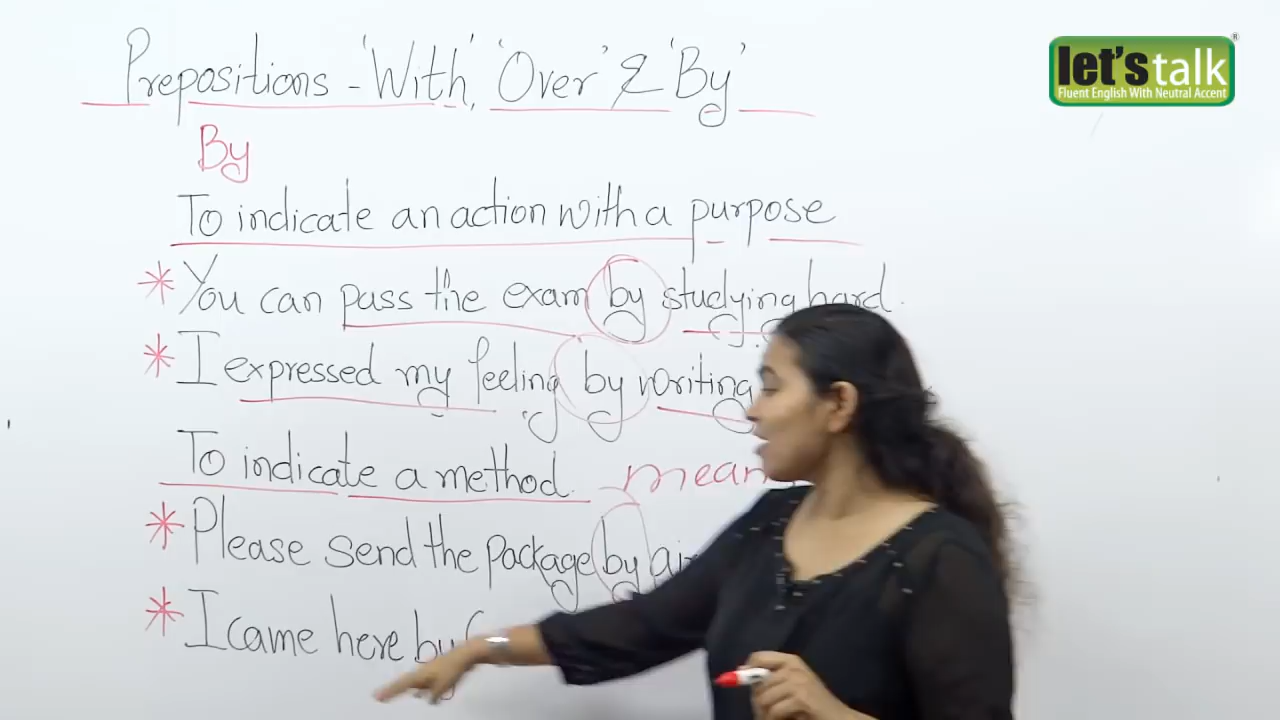 Prepositions - 'With', 'Over' & 'By'
let's talk ®
Fluent English With Neutral Accent
By
To indicate an action with a purpose
* You can pass the exam by studying hard.
* I expressed my feeling by writing
To indicate a method.
* Please send the package by
* I came here by